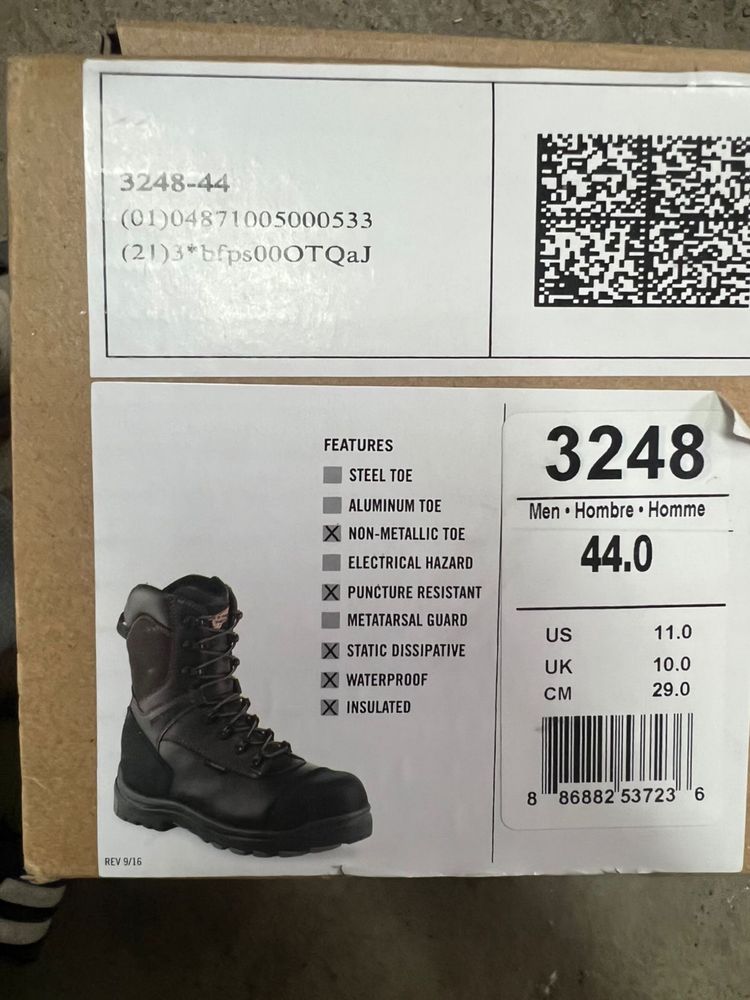 3248-44
(01)04871005000533
(21)3*bfps00OTQaJ
FEATURES
STEEL TOE
ALUMINUM TOE
X NON-METALLIC TOE
ELECTRICAL HAZARD
X PUNCTURE RESISTANT
METATARSAL GUARD
X STATIC DISSIPATIVE
X WATERPROOF
X INSULATED
REV 9/16
3248
Men • Hombre • Homme
44.0
US 11.0
UK 10.0
CM 29.0
8 86882 53723 6